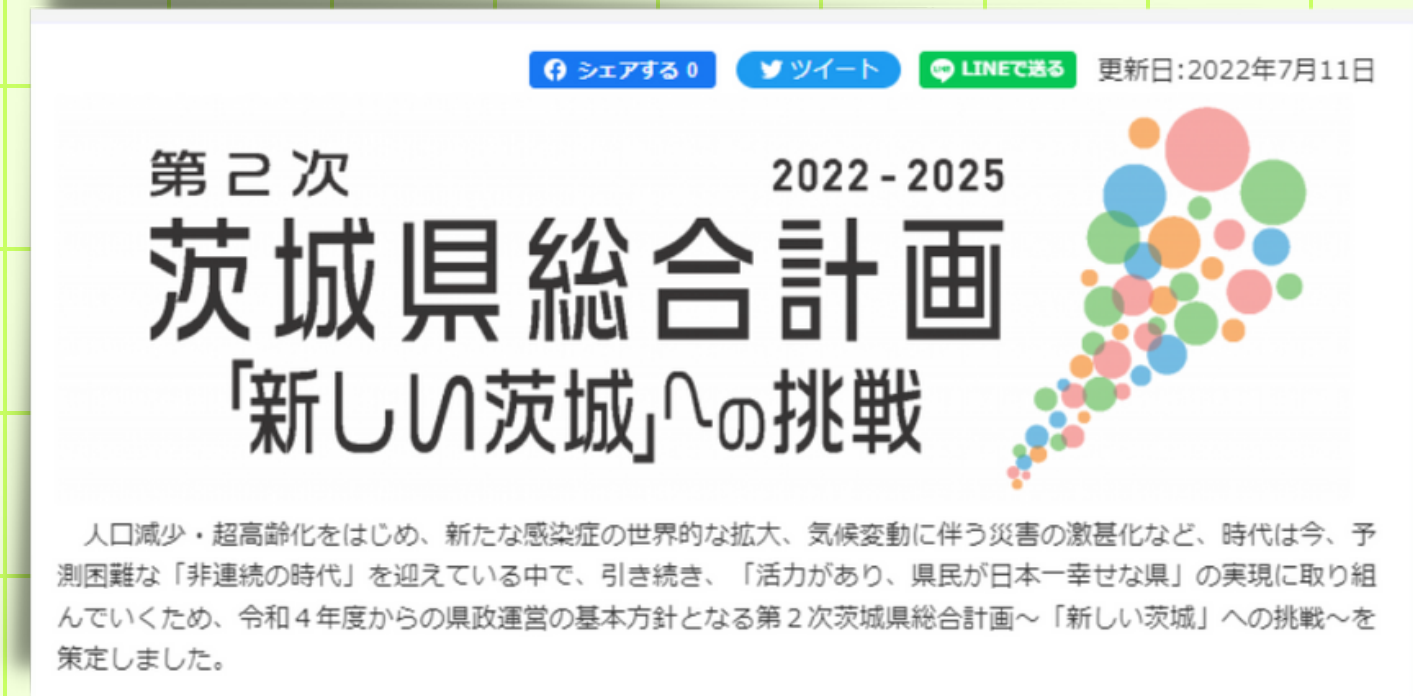 シェアする 0 ツイート LINEで送る 更新日:2022年7月11日
第2次 2022-2025
茨城県総合計画
「新しい茨城」への挑戦
人口減少・超高齢化をはじめ、新たな感染症の世界的な拡大、気候変動に伴う災害の激甚化など、時代は今、予
測困難な「非連続の時代」を迎えている中で、引き続き、「活力があり、県民が日本一幸せな県」の実現に取り組
んでいくため、令和4年度からの県政運営の基本方針となる第2次茨城県総合計画～「新しい茨城」への挑戦～を
策定しました。